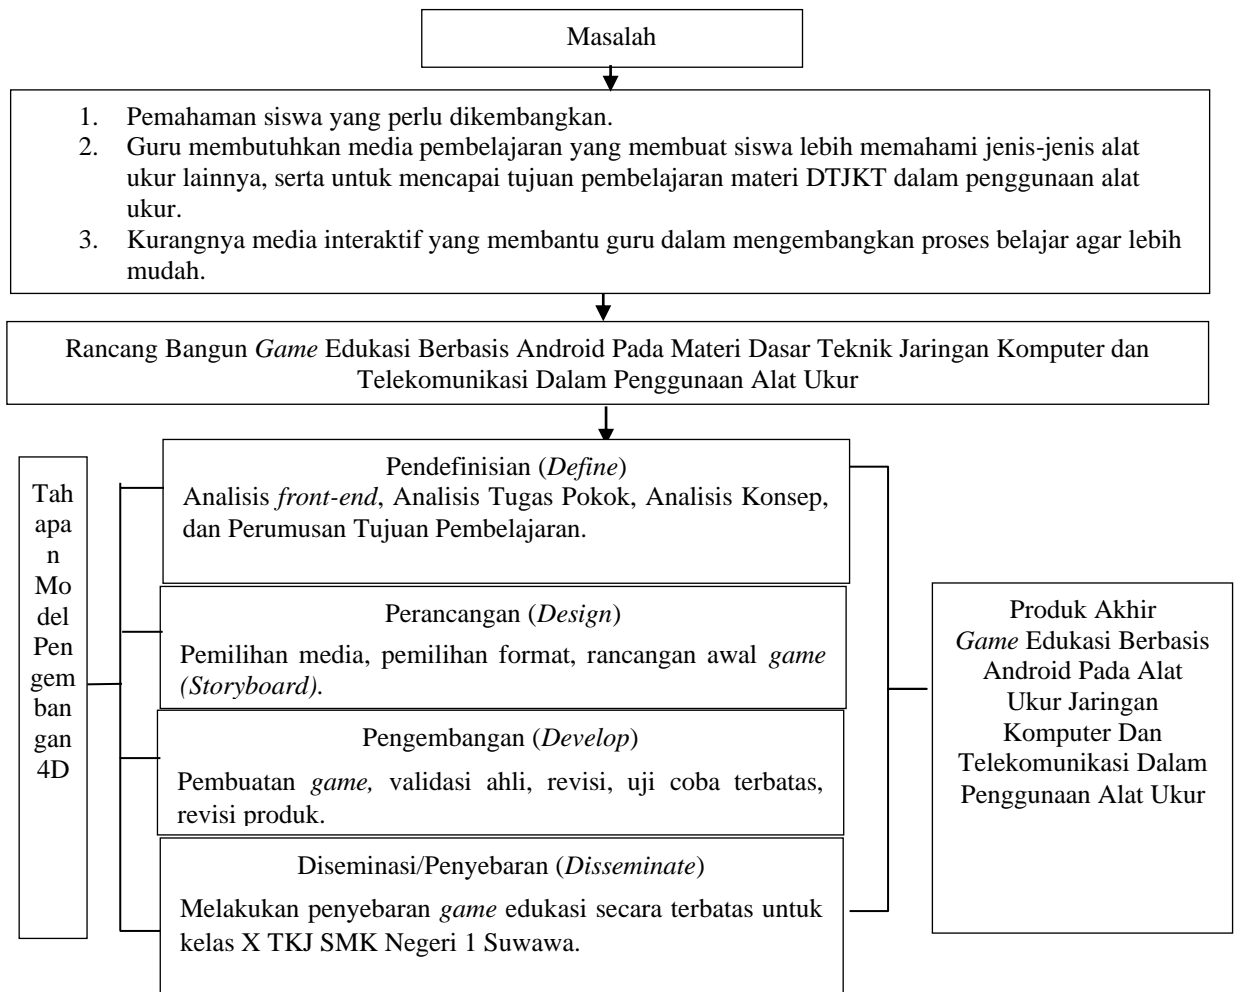 Masalah
1. Pemahaman siswa yang perlu dikembangkan.
2. Guru membutuhkan media pembelajaran yang membuat siswa lebih memahami jenis-jenis alat
ukur lainnya, serta untuk mencapai tujuan pembelajaran materi DTJKT dalam penggunaan alat
ukur.
3. Kurangnya media interaktif yang membantu guru dalam mengembangkan proses belajar agar lebih
mudah.
Rancang Bangun Game Edukasi Berbasis Android Pada Materi Dasar Teknik Jaringan Komputer dan
Telekomunikasi Dalam Penggunaan Alat Ukur
Tah
apa
n
Mo
del
Pen
gem
ban
gan
4D
Pendefinisian (Define)
Analisis front-end, Analisis Tugas Pokok, Analisis Konsep,
dan Perumusan Tujuan Pembelajaran.
Perancangan (Design)
Pemilihan media, pemilihan format, rancangan awal game
(Storyboard).
Pengembangan (Develop)
Pembuatan game, validasi ahli, revisi, uji coba terbatas,
revisi produk.
Diseminasi/Penyebaran (Disseminate)
Melakukan penyebaran game edukasi secara terbatas untuk
kelas X TKJ SMK Negeri 1 Suwawa.
Produk Akhir
Game Edukasi Berbasis
Android Pada Alat
Ukur Jaringan
Komputer Dan
Telekomunikasi Dalam
Penggunaan Alat Ukur